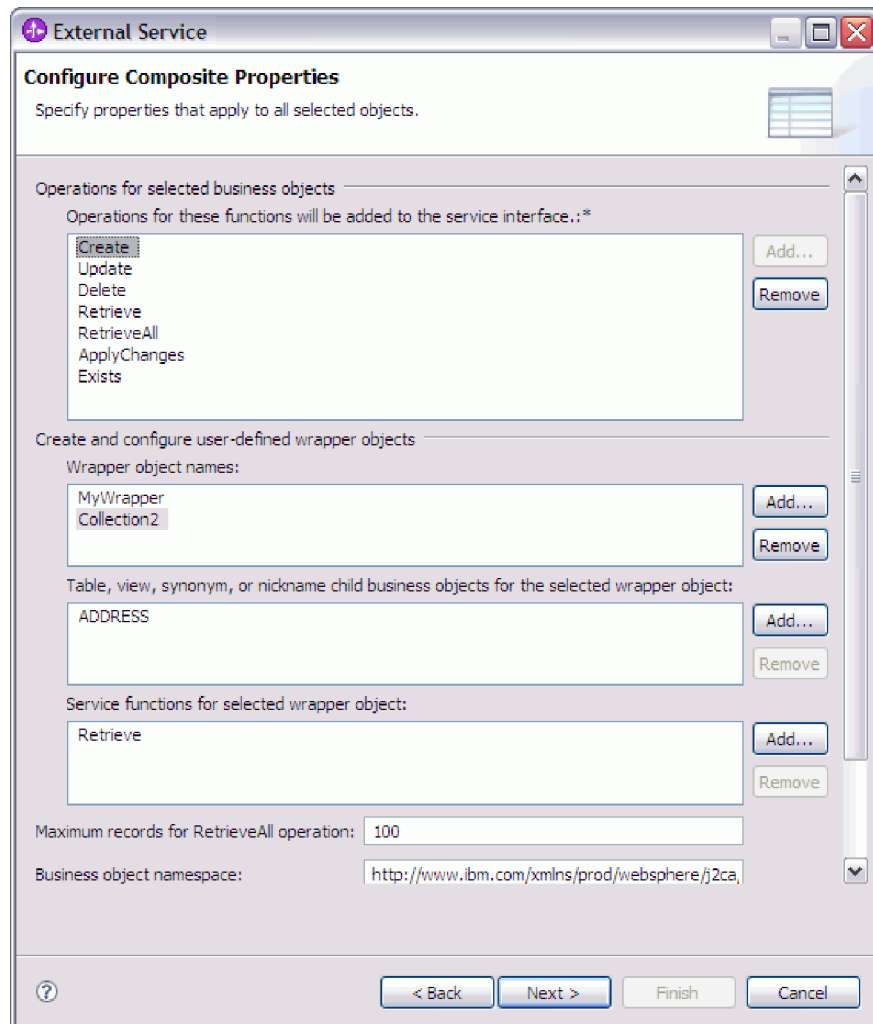 External Service
Configure Composite Properties
Specify properties that apply to all selected objects.
Operations for selected business objects
Operations for these functions will be added to the service interface.:*
Create
Add...
Update
Delete
Remove
Retrieve
RetrieveAll
ApplyChanges
Exists
Create and configure user-defined wrapper objects
Wrapper object names:
MyWrapper
Add...
Collection2
Remove
Table, view, synonym, or nickname child business objects for the selected wrapper object:
ADDRESS
Add...
Remove
Service functions for selected wrapper object:
Retrieve
Add...
Remove
Maximum records for RetrieveAll operation: 100
Business object namespace: http://www.ibm.com/xmlns/prod/websphere/j2ca,
? < Back Next > Finish Cancel